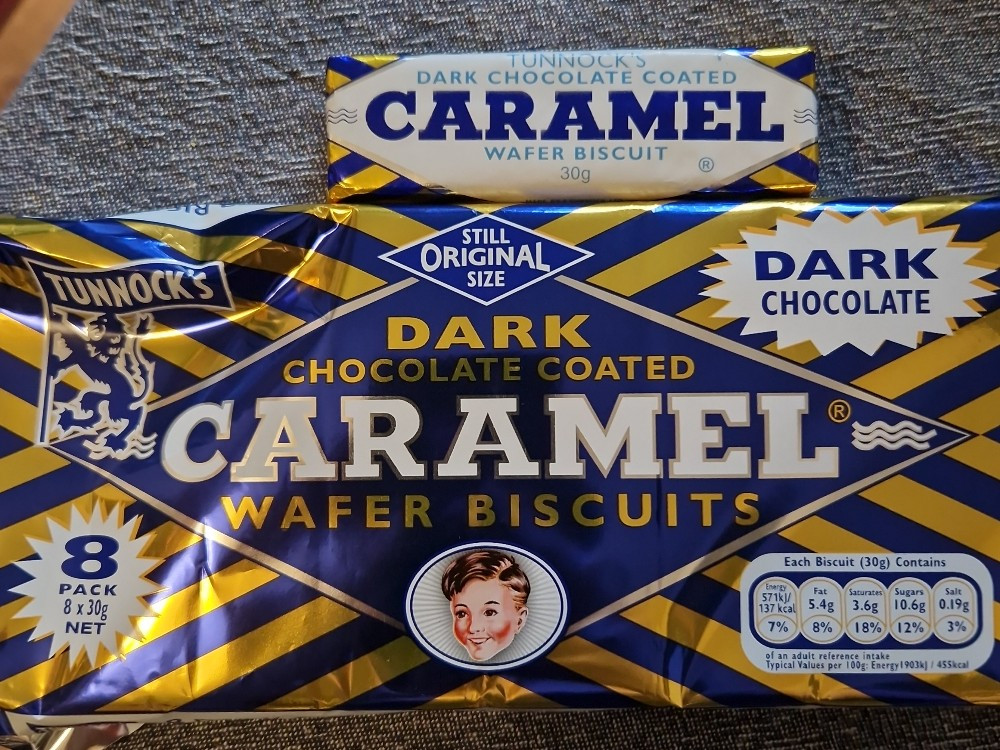 TUNNOCK'S
DARK CHOCOLATE COATED
CARAMEL
WAFER BISCUIT
30g
®
STILL
ORIGINAL
SIZE
DARK
CHOCOLATE
TUNNOCK'S
DARK
CHOCOLATE COATED
CARAMEL®
WAFER BISCUITS
8
PACK
8 x 30g
NET
Each Biscuit (30g) Contains
Energy 571kJ/ 137 kcal 7%
Fat 5.4g 8%
Saturates 3.6g 18%
Sugars 10.6g 12%
Salt 0.19g 3%
of an adult reference intake
Typical Values per 100g: Energy1903kJ / 455kcal